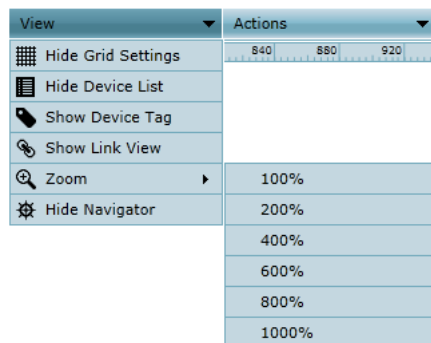 View
Actions
840 880 920
Hide Grid Settings
Hide Device List
Show Device Tag
Show Link View
Zoom
Hide Navigator
100%
200%
400%
600%
800%
1000%